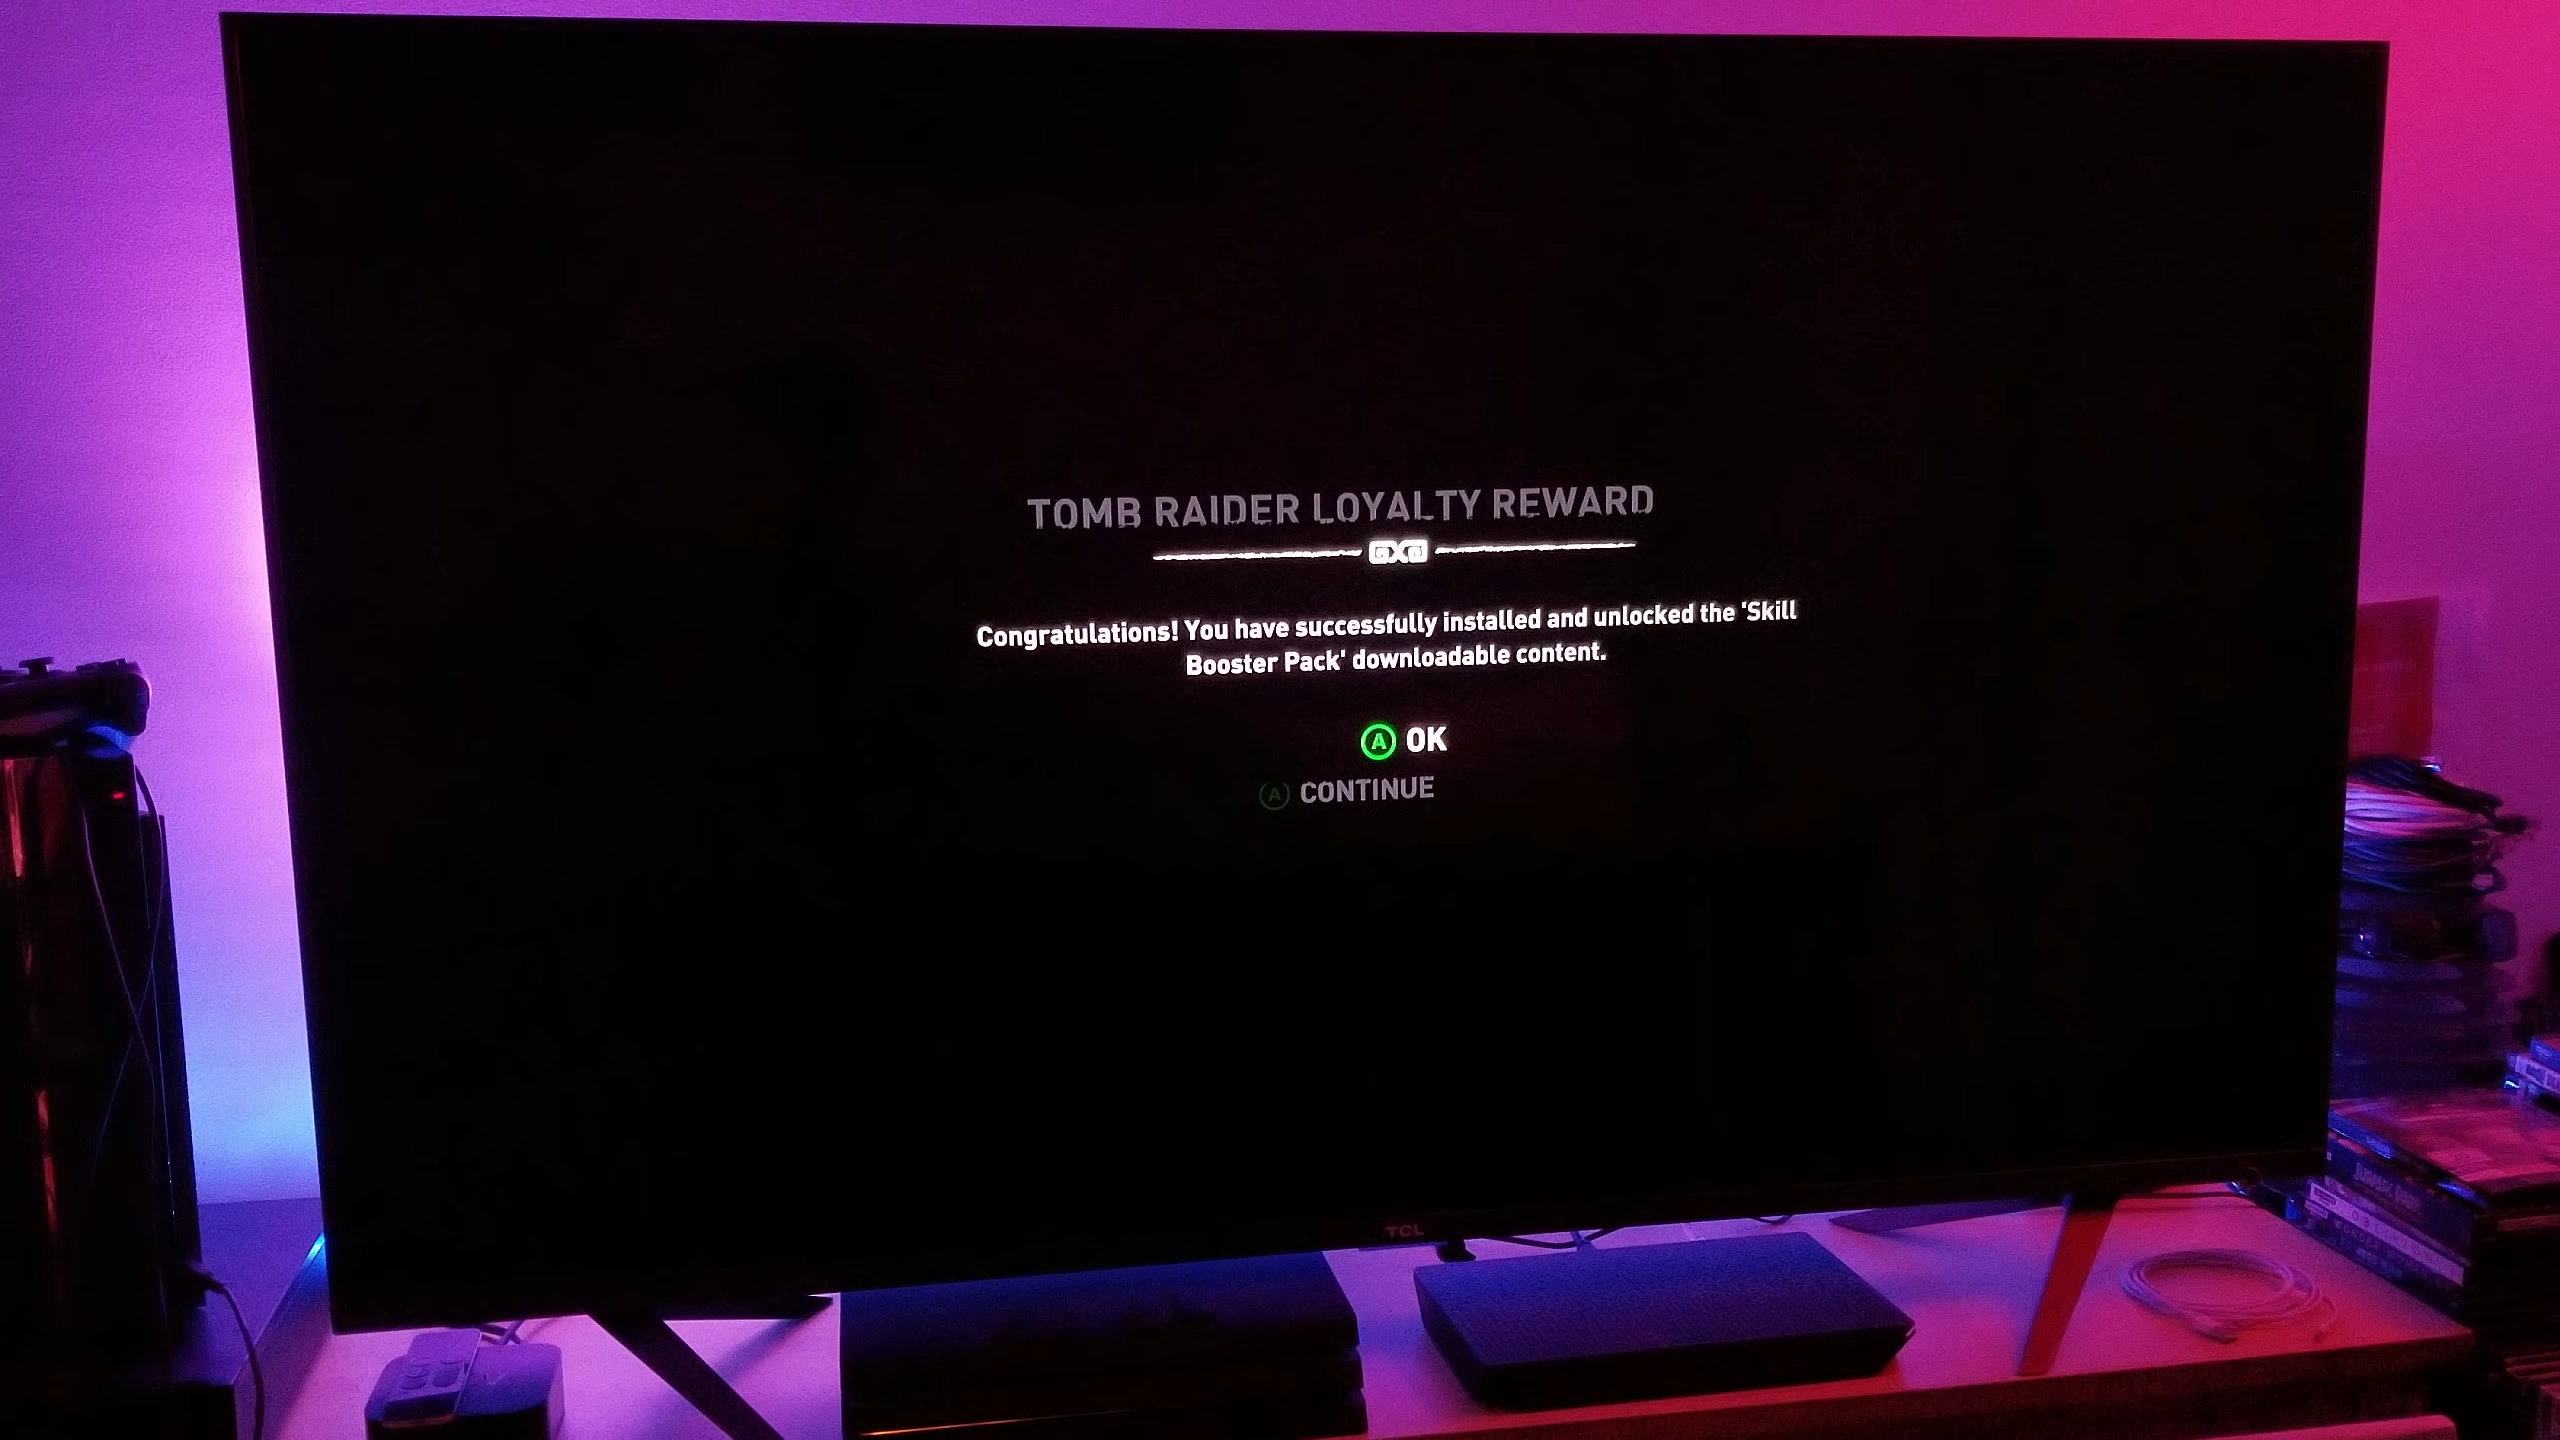 TOMB RAIDER LOYALTY REWARD
Congratulations! You have successfully installed and unlocked the 'Skill
Booster Pack' downloadable content.
A OK
A CONTINUE
TCL